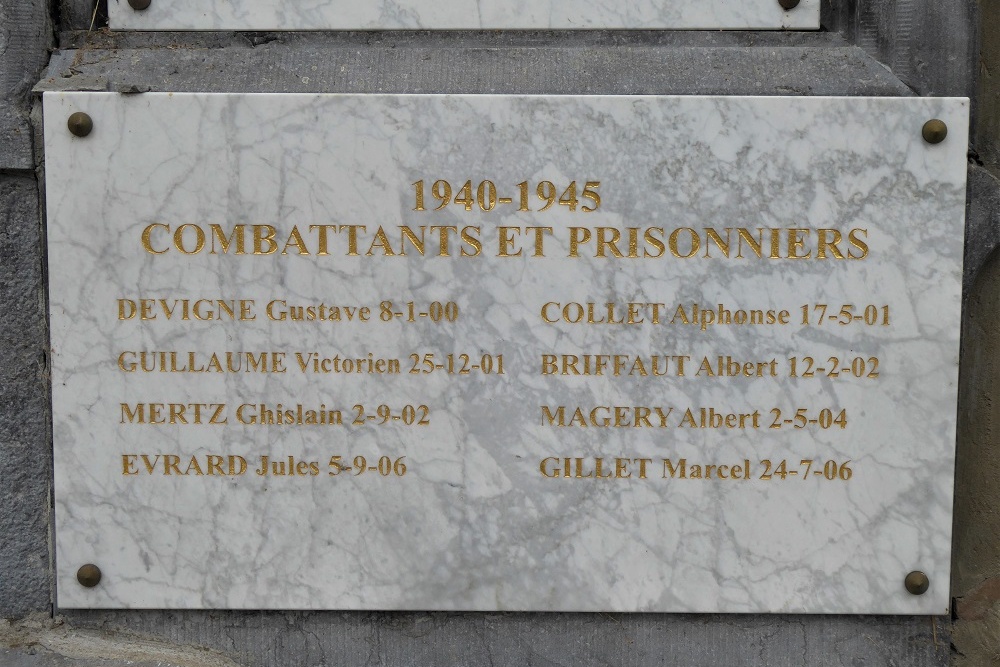 1940-1945
COMBATTANTS ET PRISONNIERS
DEVIGNE Gustave 8-1-00
COLLET Alphonse 17-5-01
GUILLAUME Victorien 25-12-01
BRIFFAUT Albert 12-2-02
MERTZ Ghislain 2-9-02
MAGERY Albert 2-5-04
EVRARD Jules 5-9-06
GILLET Marcel 24-7-06